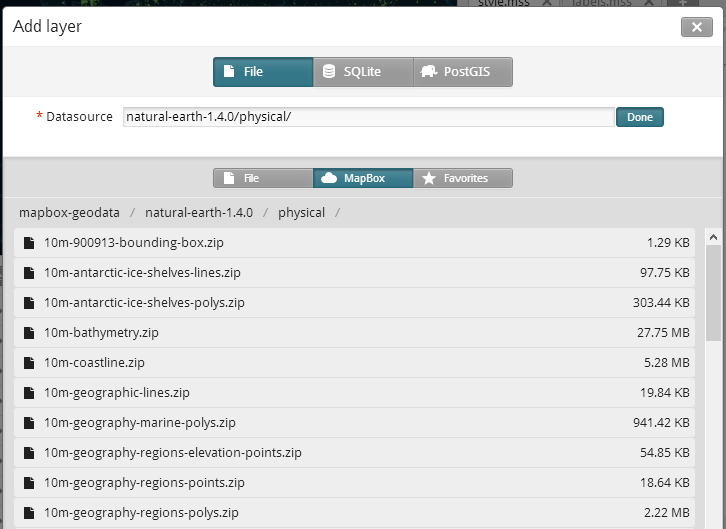 style.mss labels.mss
Add layer
File SQLite PostGIS
* Datasource natural-earth-1.4.0/physical/ Done
File MapBox Favorites
mapbox-geodata / natural-earth-1.4.0 / physical /
10m-900913-bounding-box.zip 1.29 KB
10m-antarctic-ice-shelves-lines.zip 97.75 KB
10m-antarctic-ice-shelves-polys.zip 303.44 KB
10m-bathymetry.zip 27.75 MB
10m-coastline.zip 5.28 MB
10m-geographic-lines.zip 19.84 KB
10m-geography-marine-polys.zip 941.42 KB
10m-geography-regions-elevation-points.zip 54.85 KB
10m-geography-regions-points.zip 18.64 KB
10m-geography-regions-polys.zip 2.22 MB